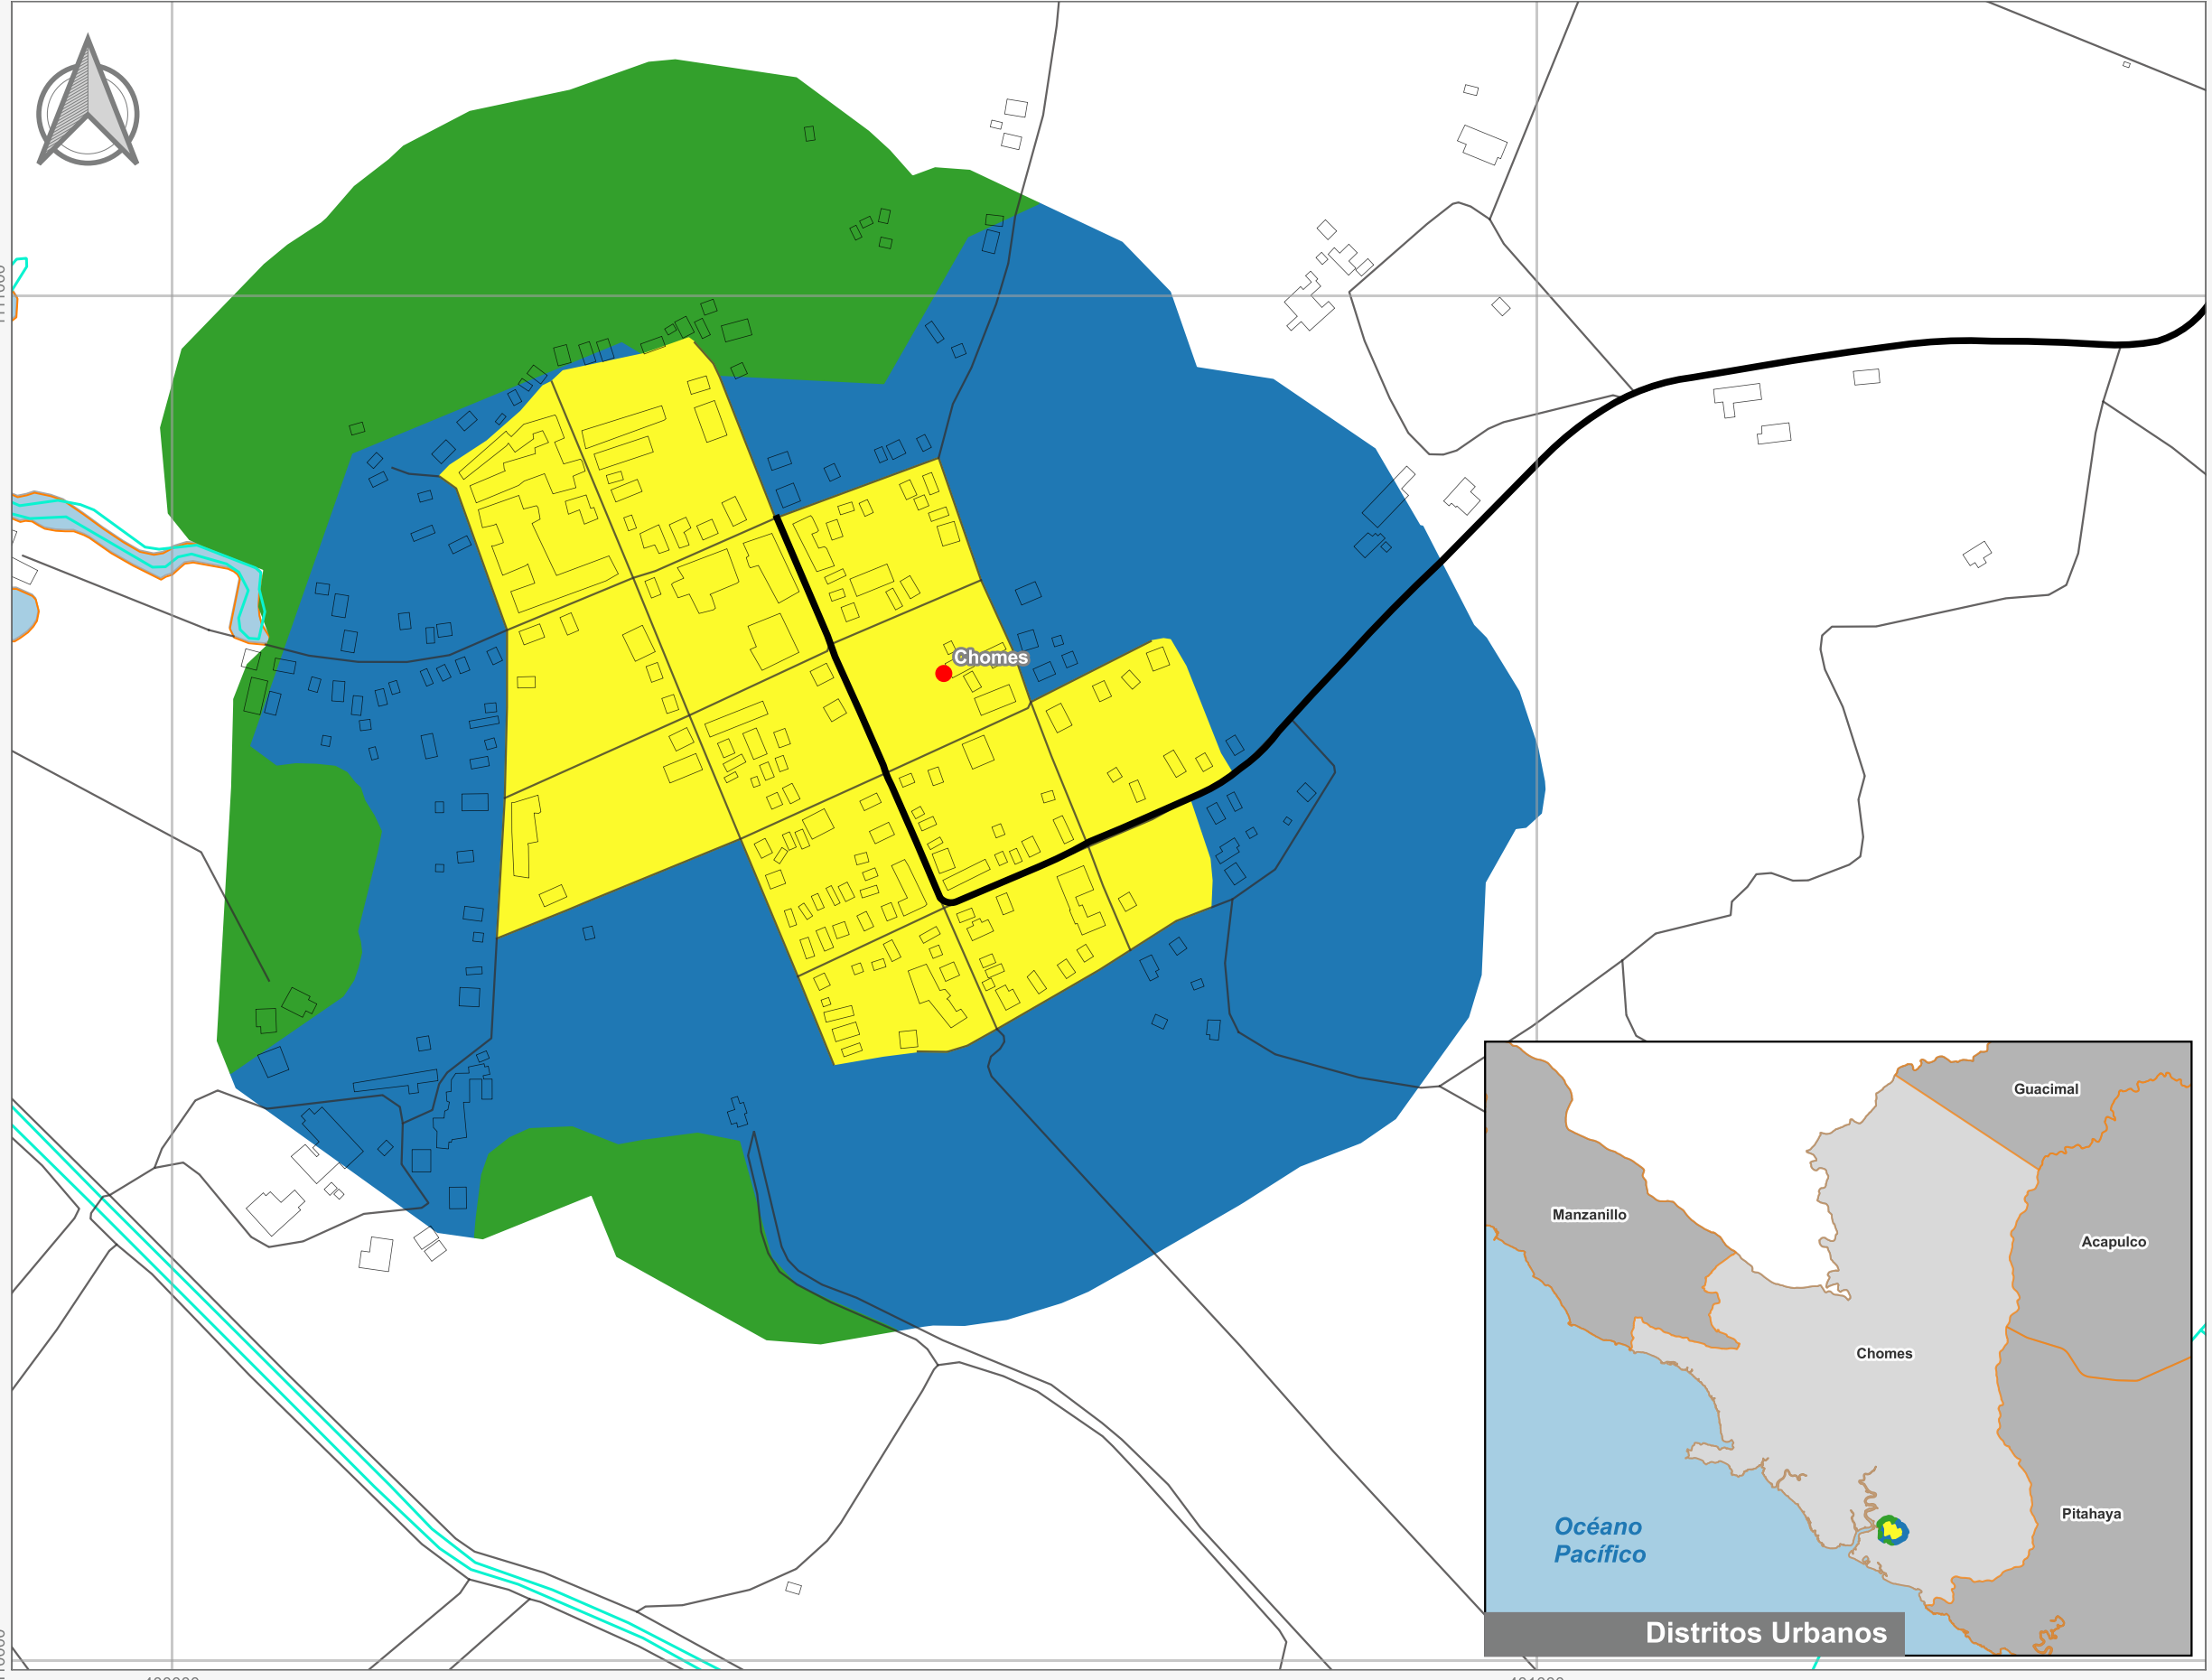 Chomes
Guacimal
Manzanillo
Acapulco
Chomes
Pitahaya
Océano
Pacífico
Distritos Urbanos